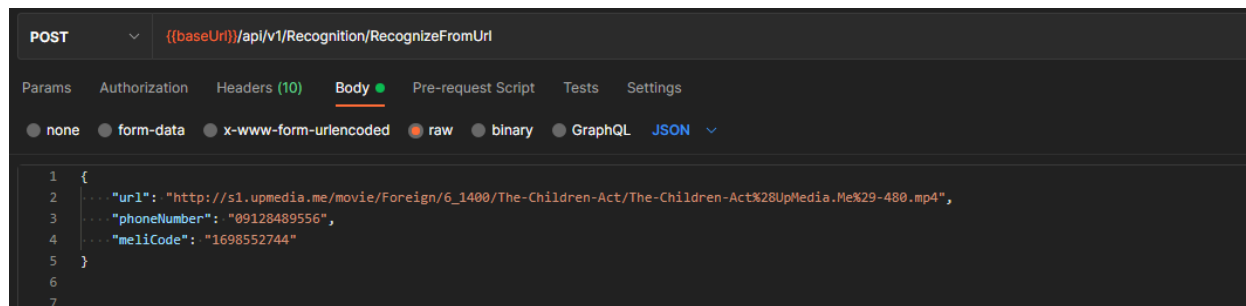 POST {{baseUrl}}/api/v1/Recognition/RecognizeFromUrl
Params Authorization Headers (10) Body Pre-request Script Tests Settings
none form-data x-www-form-urlencoded raw binary GraphQL JSON
1 {
2 "url": "http://s1.upmedia.me/movie/Foreign/6_1400/The-Children-Act/The-Children-Act%28UpMedia.Me%29-480.mp4",
3 "phoneNumber": "09128489556",
4 "meliCode": "1698552744"
5 }
6
7